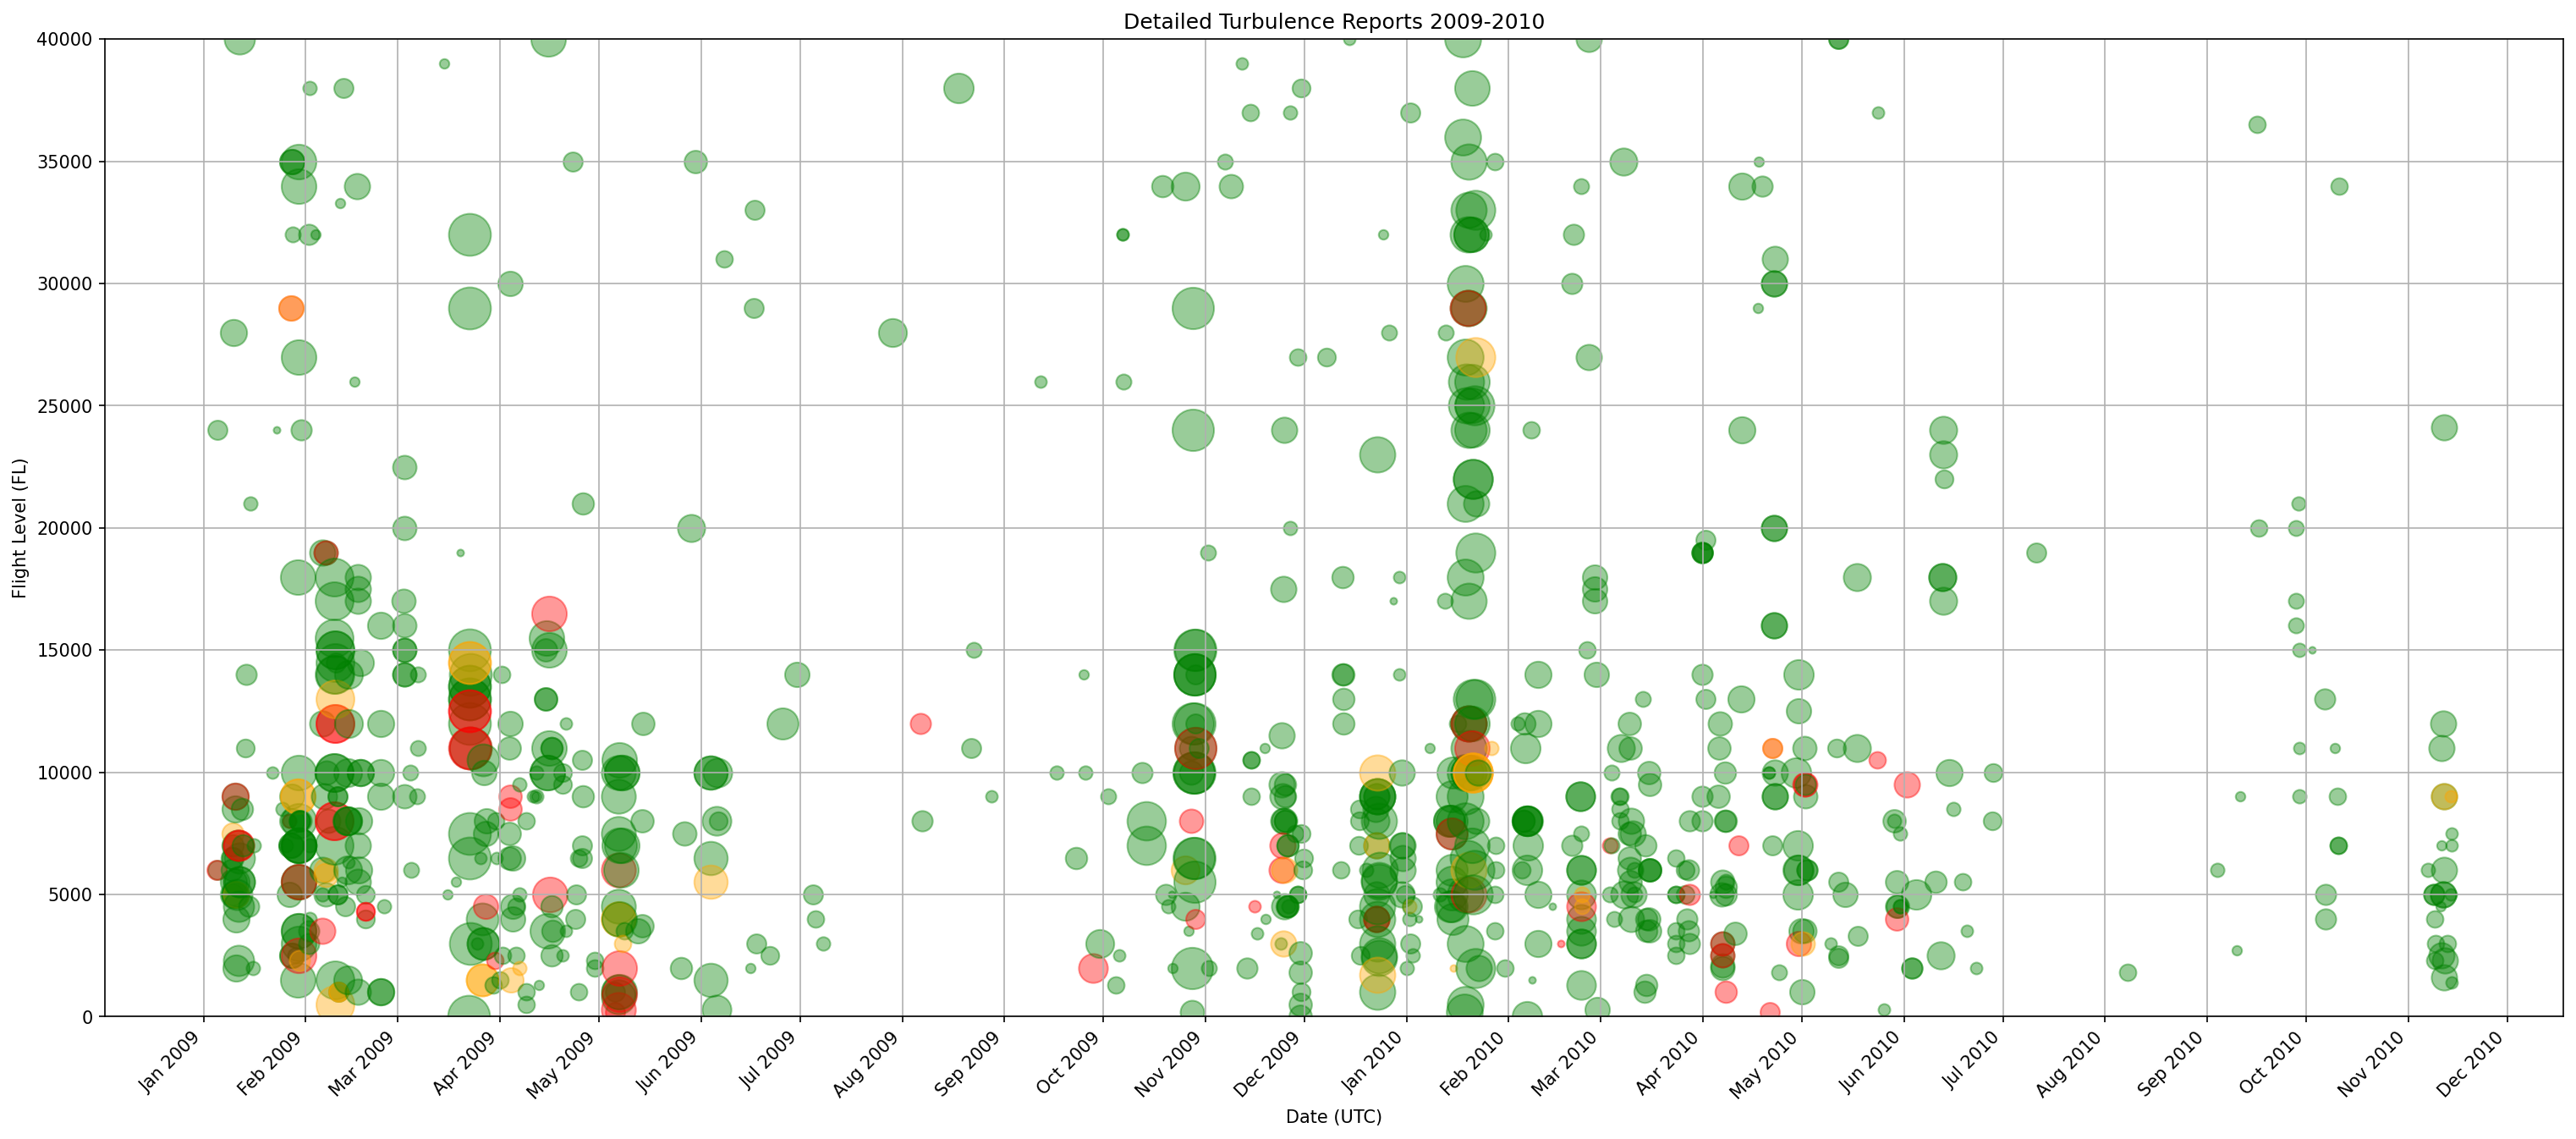 Detailed Turbulence Reports 2009-2010
40000
35000
30000
25000
20000
15000
10000
5000
0
Flight Level (FL)
Jan 2009
Feb 2009
Mar 2009
Apr 2009
May 2009
Jun 2009
Jul 2009
Aug 2009
Sep 2009
Oct 2009
Nov 2009
Dec 2009
Jan 2010
Feb 2010
Mar 2010
Apr 2010
May 2010
Jun 2010
Jul 2010
Aug 2010
Sep 2010
Oct 2010
Nov 2010
Dec 2010
Date (UTC)